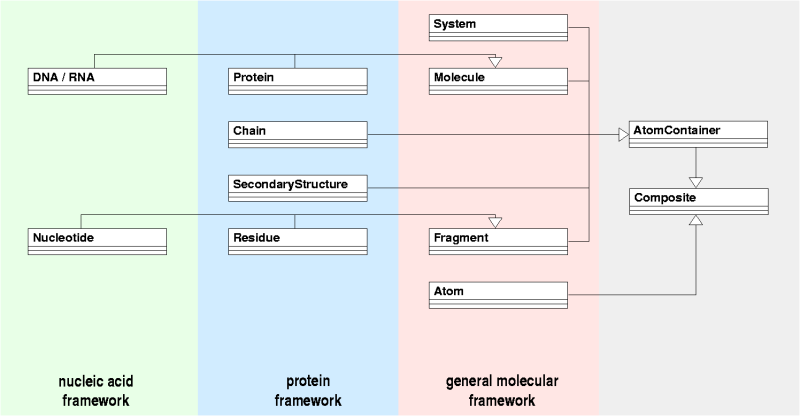 System
DNA / RNA
Protein
Molecule
Chain
AtomContainer
SecondaryStructure
Composite
Nucleotide
Residue
Fragment
Atom
nucleic acid
framework
protein
framework
general molecular
framework